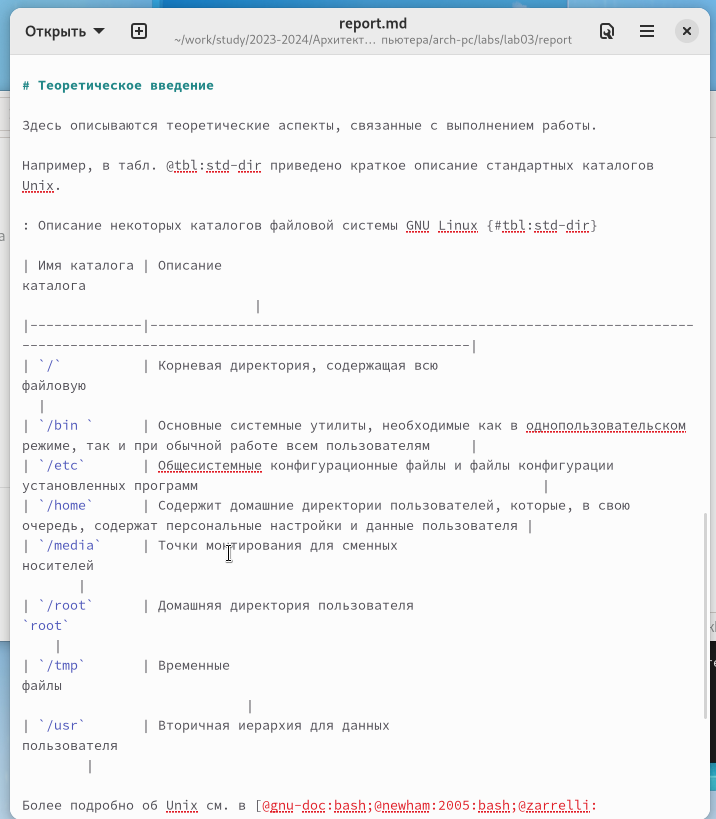 Открыть
report.md
~/work/study/2023-2024/Архитект… пьютера/arch-pc/labs/lab03/report
# Теоретическое введение
Здесь описываются теоретические аспекты, связанные с выполнением работы.
Например, в табл. @tbl:std-dir приведено краткое описание стандартных каталогов
Unix.
: Описание некоторых каталогов файловой системы GNU Linux {#tbl:std-dir}
| Имя каталога | Описание
каталога
|
|--------------|--------------------------------------------------------------------
--------------------------------------------------------|
| `/` | Корневая директория, содержащая всю
файловую
|
| `/bin ` | Основные системные утилиты, необходимые как в однопользовательском
режиме, так и при обычной работе всем пользователям |
| `/etc` | Общесистемные конфигурационные файлы и файлы конфигурации
установленных программ |
| `/home` | Содержит домашние директории пользователей, которые, в свою
очередь, содержат персональные настройки и данные пользователя |
| `/media` | Точки монтирования для сменных
носителей
|
| `/root` | Домашняя директория пользователя
`root`
|
| `/tmp` | Временные
файлы
|
| `/usr` | Вторичная иерархия для данных
пользователя
|
Более подробно об Unix см. в [@gnu-doc:bash;@newham:2005:bash;@zarrelli: